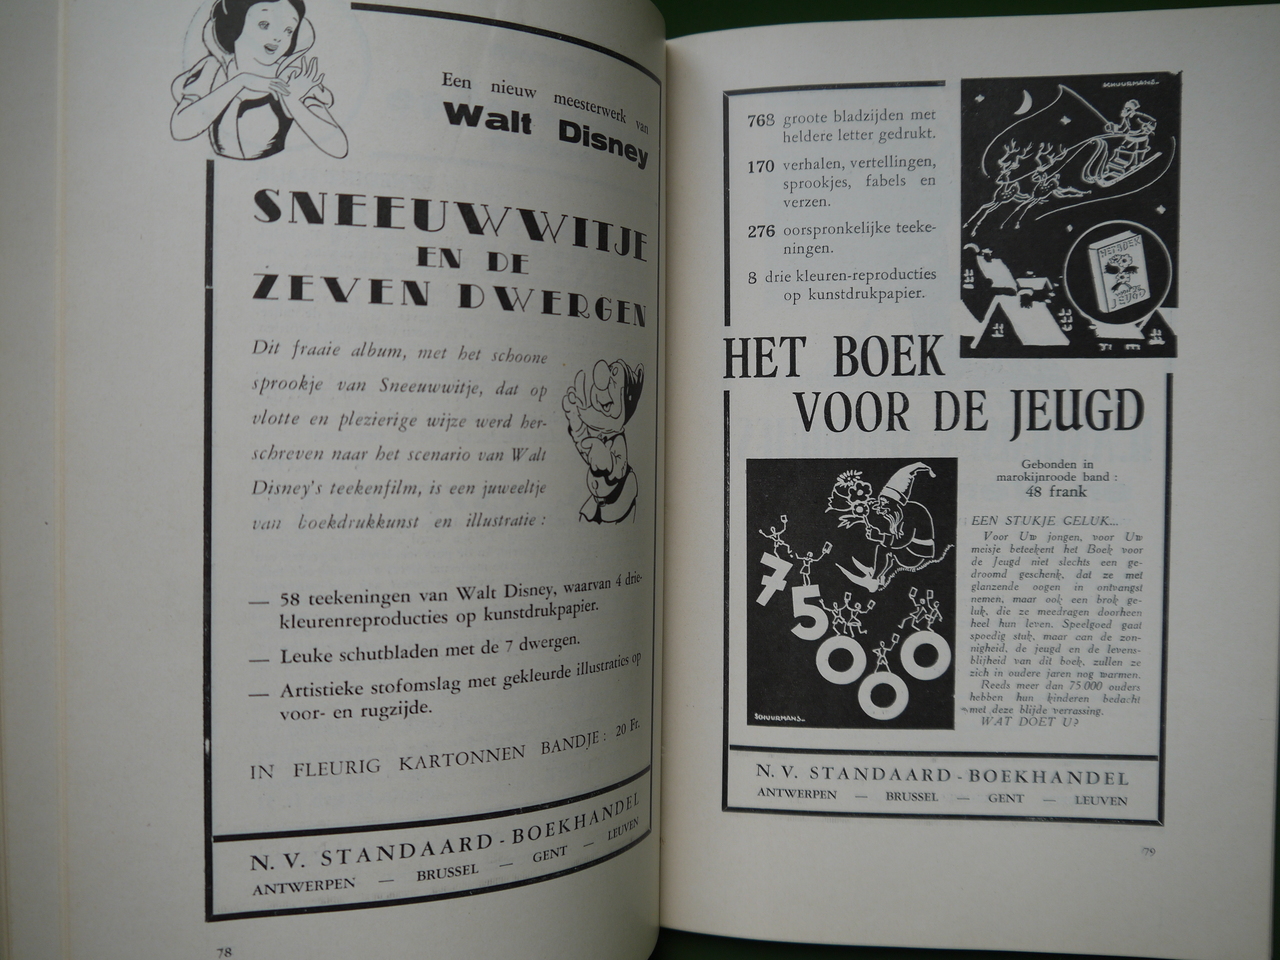 Een nieuw meesterwerk van
Walt Disney
SNEEUWWITJE
EN DE
ZEVEN DWERGEN
Dit fraaie album, met het schoone
sprookje van Sneeuwwitje, dat op
vlotte en plezierige wijze werd her-
schreven naar het scenario van Walt
Disney's teekenfilm, is een juweeltje
van boekdrukkunst en illustratie :
— 58 teekeningen van Walt Disney, waarvan 4 drie-
kleurenreproducties op kunstdrukpapier.
— Leuke schutbladen met de 7 dwergen.
— Artistieke stofomslag met gekleurde illustraties op
voor- en rugzijde.
IN FLEURIG KARTONNEN BANDJE : 20 Fr.
N. V. STANDAARD - BOEKHANDEL
ANTWERPEN — BRUSSEL — GENT — LEUVEN
78
768 groote bladzijden met
heldere letter gedrukt.
170 verhalen, vertellingen,
sprookjes, fabels en
verzen.
276 oorspronkelijke teeke-
ningen.
8 drie kleuren-reproducties
op kunstdrukpapier.
SCHUURMANS_
HET BOEK
VOOR DE
JEUGD
HET BOEK
VOOR DE JEUGD
75000
SCHUURMANS_
Gebonden in
marokijnroode band :
48 frank
EEN STUKJE GELUK...
Voor Uw jongen, voor Uw
meisje beteekent het Boek voor
de Jeugd niet slechts een ge-
droomd geschenk, dat ze met
glanzende oogen in ontvangst
nemen, maar ook een brok ge-
luk, die ze meedragen doorheen
heel hun leven. Speelgoed gaat
spoedig stuk, maar aan de zon-
nigheid, de jeugd en de levens-
blijheid van dit boek, zullen ze
zich in oudere jaren nog warmen.
Reeds meer dan 75 000 ouders
hebben hun kinderen bedacht
met deze blijde verrassing.
WAT DOET U?
N. V. STANDAARD - BOEKHANDEL
ANTWERPEN — BRUSSEL — GENT — LEUVEN
79